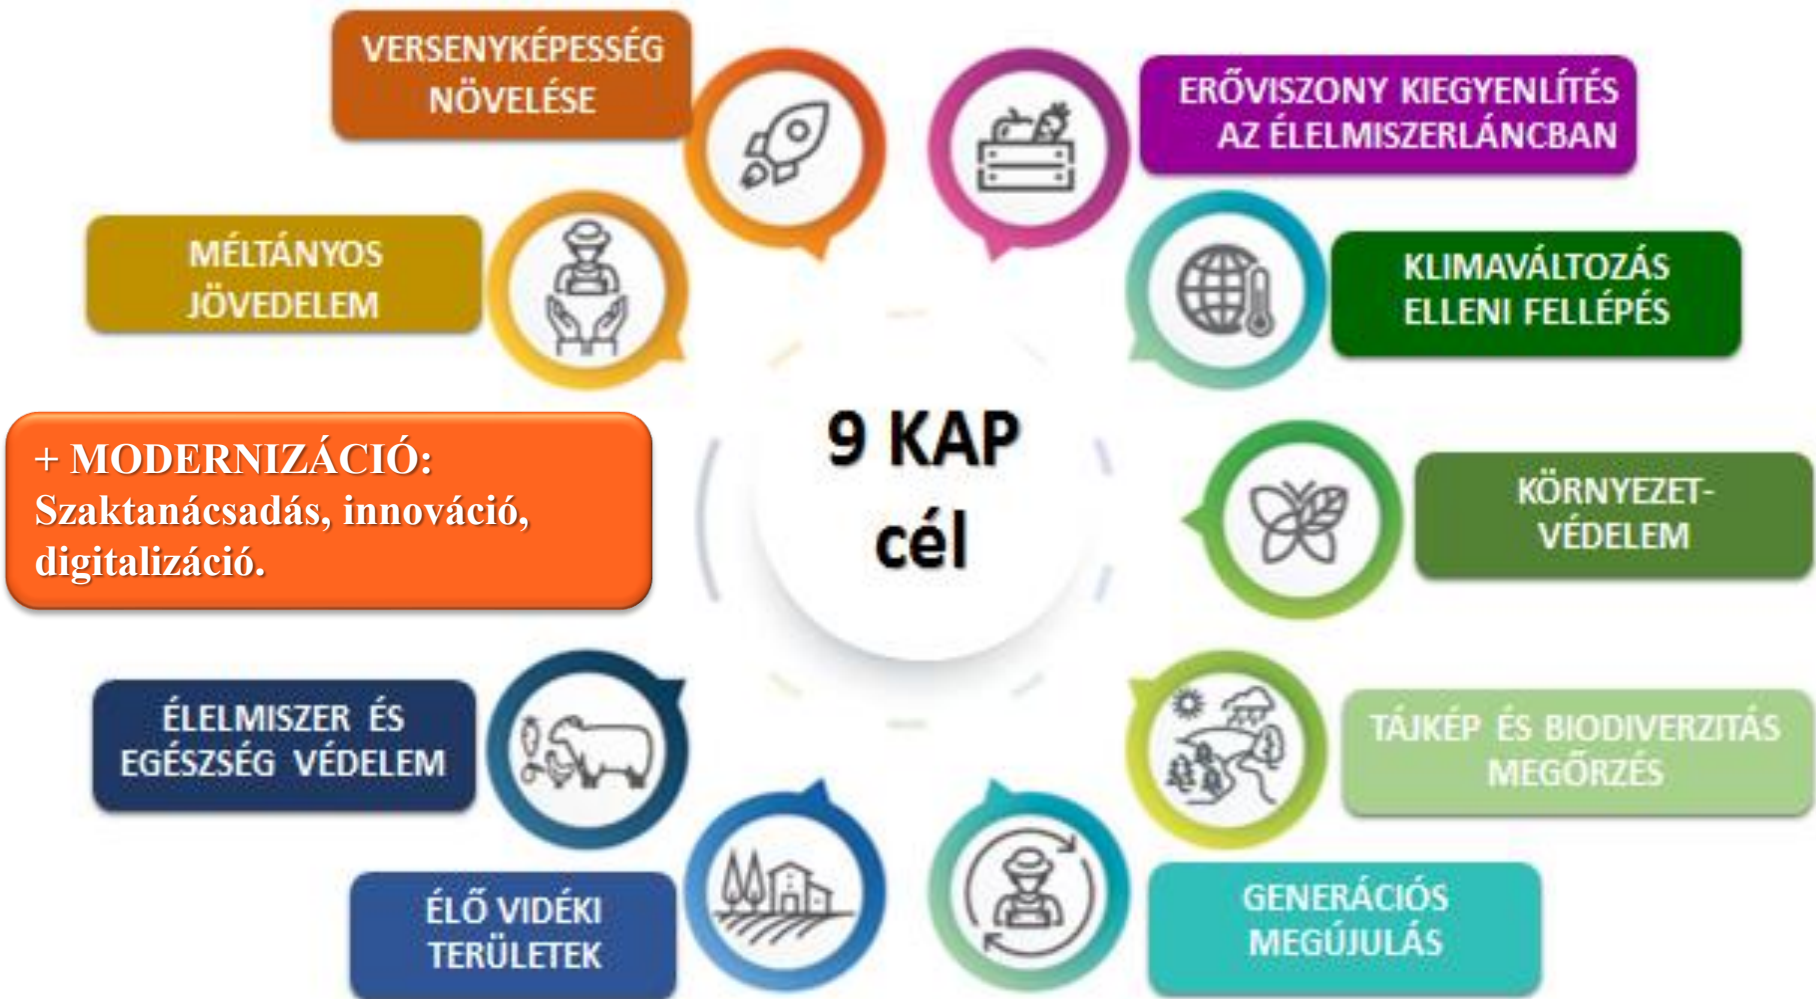 VERSENYKÉPESSÉG
NÖVELÉSE
ERŐVISZONY KIEGYENLÍTÉS
AZ ÉLELMISZERLÁNCBAN
MÉLTÁNYOS
JÖVEDELEM
KLIMAVÁLTOZÁS
ELLENI FELLÉPÉS
+ MODERNIZÁCIÓ:
Szaktanácsadás, innováció,
digitalizáció.
9 KAP
cél
KÖRNYEZET-
VÉDELEM
ÉLELMISZER ÉS
EGÉSZSÉG VÉDELEM
TÁJKÉP ÉS BIODIVERZITÁS
MEGŐRZÉS
ÉLŐ VIDÉKI
TERÜLETEK
GENERÁCIÓS
MEGÚJULÁS